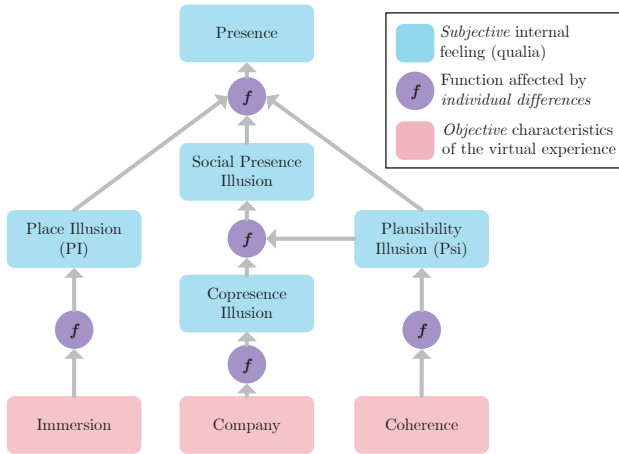 Presence
f
Social Presence
Illusion
Place Illusion
(PI)
f
Plausibility
Illusion (Psi)
Copresence
Illusion
f
f
f
Immersion
Company
Coherence
Subjective internal
feeling (qualia)
f
Function affected by
individual differences
Objective characteristics
of the virtual experience